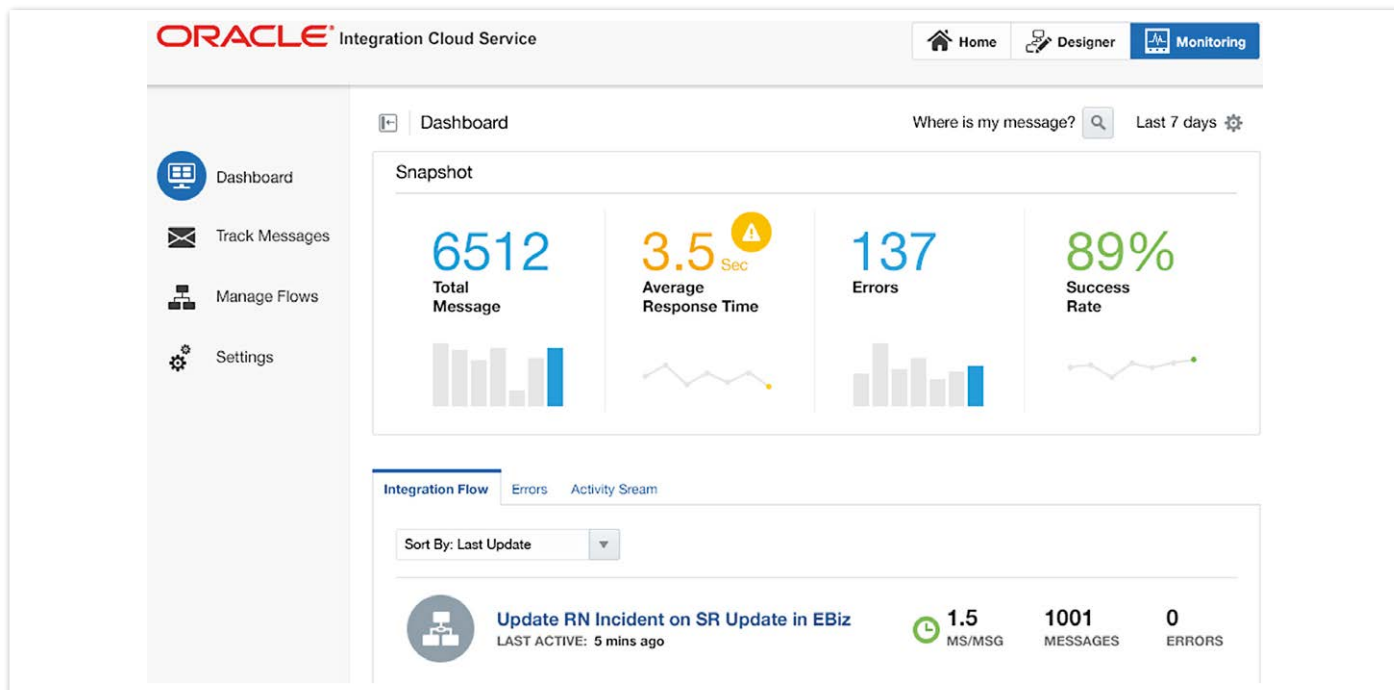 ORACLE® Integration Cloud Service
Home
Designer
Monitoring
Dashboard
Where is my message?
Last 7 days
Dashboard
Track Messages
Manage Flows
Settings
Snapshot
6512
Total
Message
3.5 Sec
Average
Response Time
137
Errors
89%
Success
Rate
Integration Flow
Errors
Activity Sream
Sort By: Last Update
Update RN Incident on SR Update in EBiz
LAST ACTIVE: 5 mins ago
1.5
MS/MSG
1001
MESSAGES
0
ERRORS